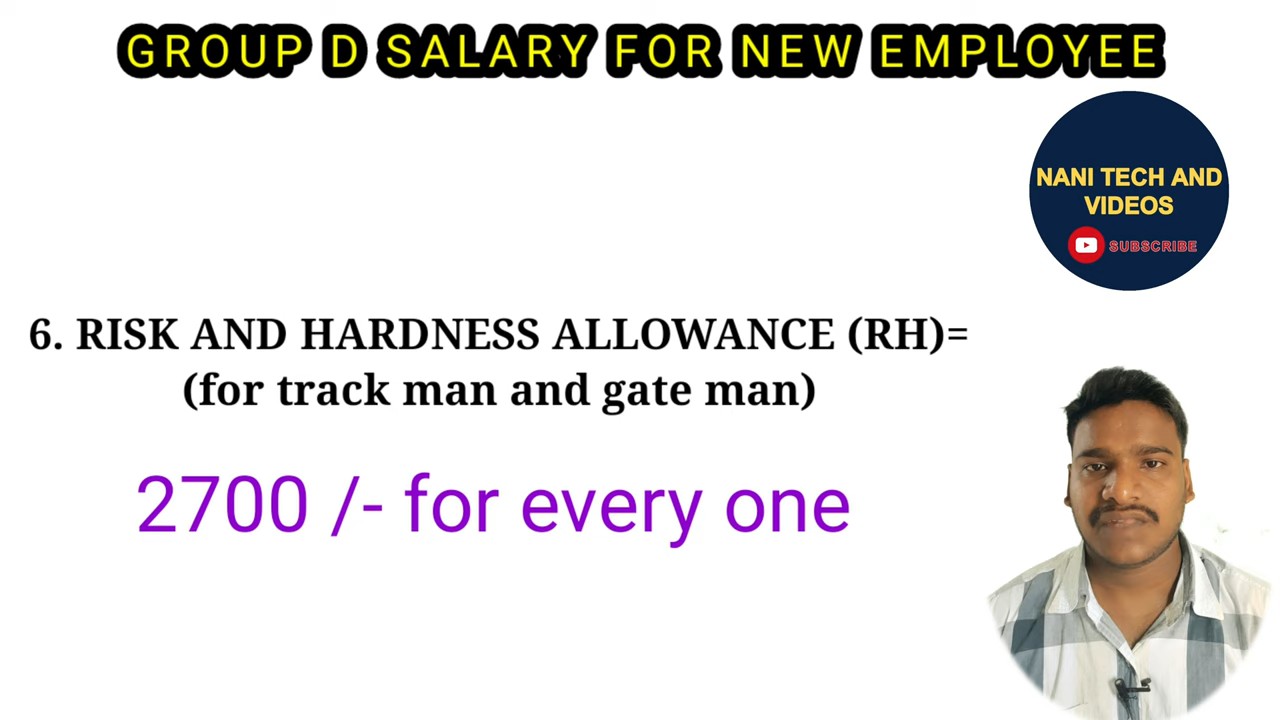 GROUP D SALARY FOR NEW EMPLOYEE
NANI TECH AND
VIDEOS
SUBSCRIBE
6. RISK AND HARDNESS ALLOWANCE (RH)=
(for track man and gate man)
2700 /- for every one